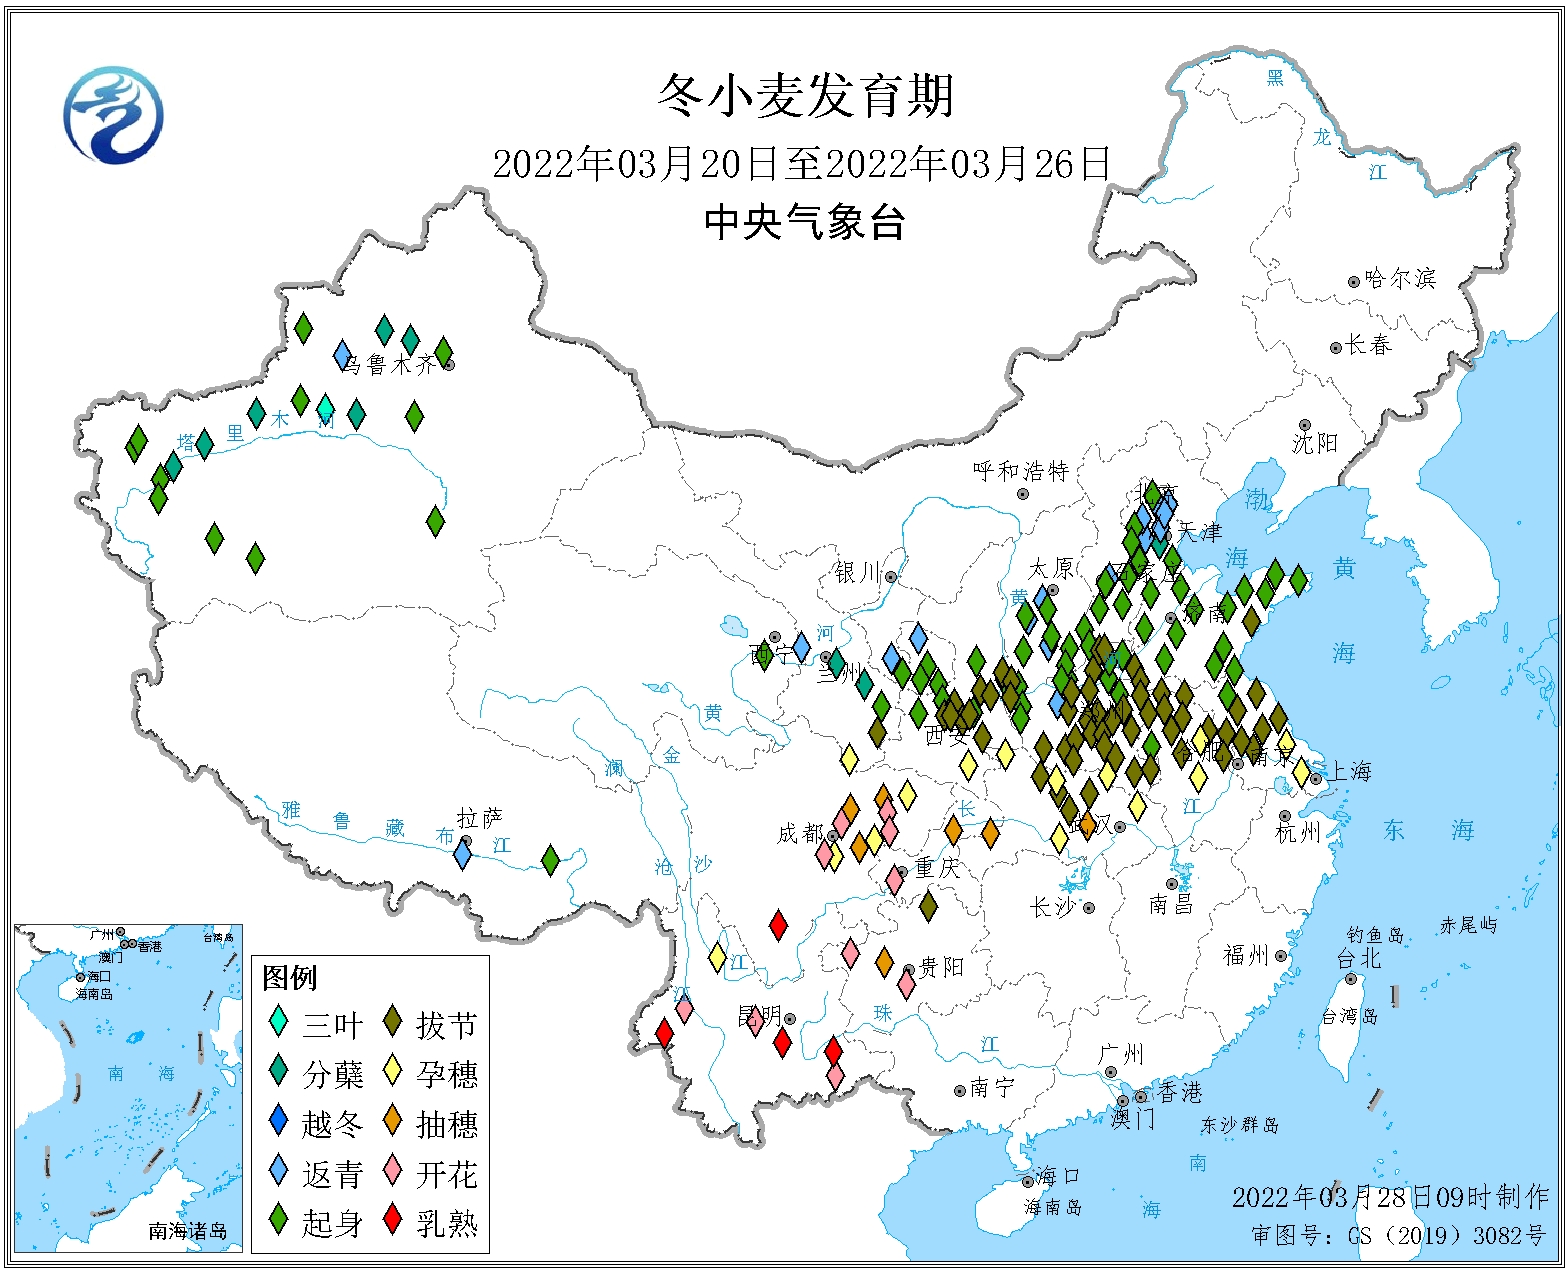 冬小麦发育期
2022年03月20日至2022年03月26日
中央气象台
黑
龙
江
哈尔滨
长春
沈阳
乌鲁木齐
塔
里
木
河
呼和浩特
北京
天津
渤
海
黄
海
银川
太原
石家庄
黄
河
济南
西宁
兰州
西安
郑州
黄
金
澜
合肥
南京
上海
雅
鲁
藏
布
江
拉萨
成都
长
江
武汉
杭州
东
海
沧
沙
重庆
长沙
南昌
福州
钓鱼岛
赤尾屿
台北
台湾岛
江
江
贵阳
昆明
珠
江
广州
南宁
香港
澳门
东沙群岛
海口
海南岛
南
海
广州
香港
澳门
台湾岛
海口
海南岛
南
海
南海诸岛
图例
三叶
拔节
分蘖
孕穗
越冬
抽穗
返青
开花
起身
乳熟
2022年03月28日09时制作
审图号：GS（2019）3082号